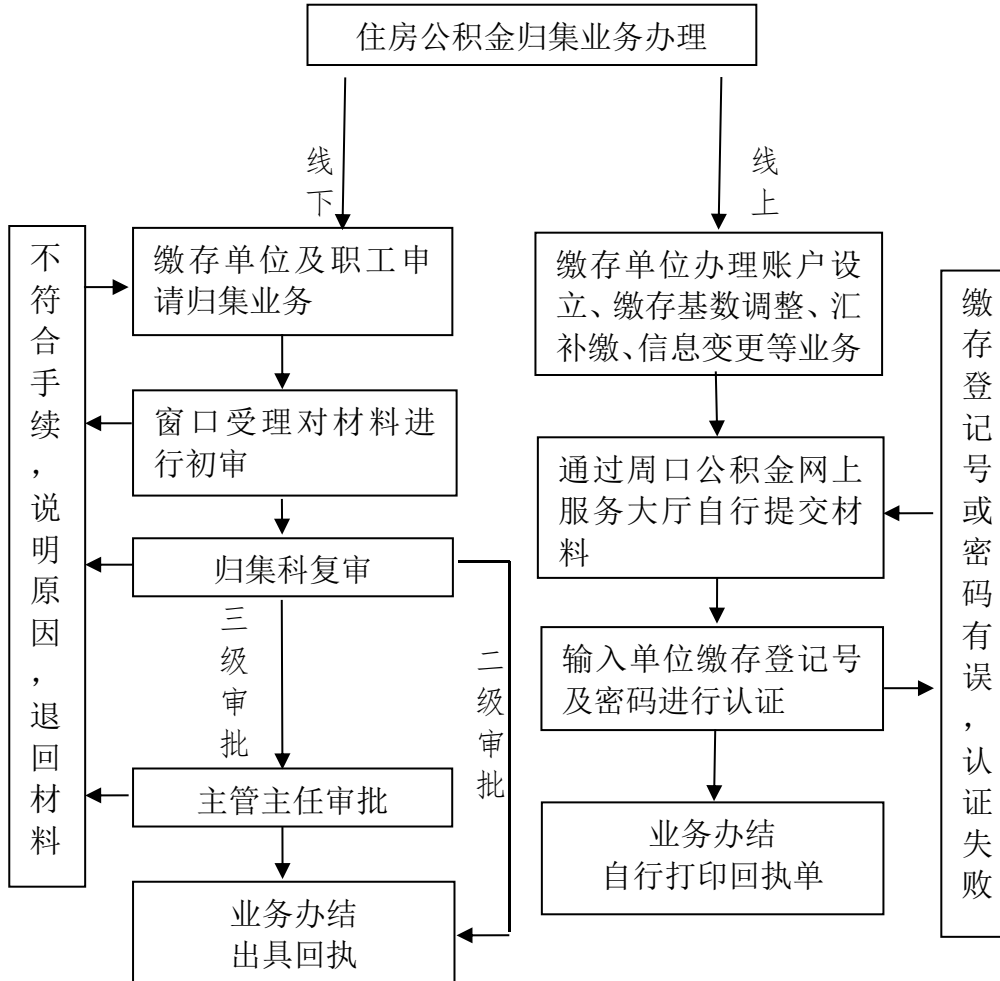 住房公积金归集业务办理
线下
线上
不符合手续，说明原因，退回材料
缴存单位及职工申
请归集业务
窗口受理对材料进
行初审
归集科复审
三级审批
二级审批
主管主任审批
业务办结
出具回执
缴存单位办理账户设
立、缴存基数调整、汇
补缴、信息变更等业务
通过周口公积金网上
服务大厅自行提交材
料
输入单位缴存登记号
及密码进行认证
业务办结
自行打印回执单
缴存登记号或密码有误，认证失败